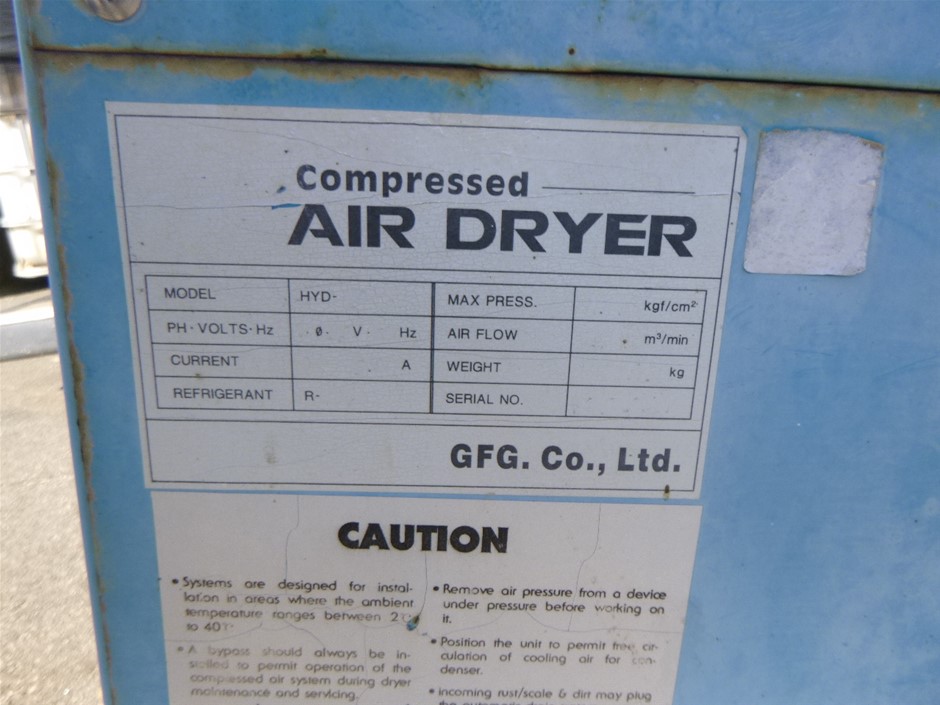 Compressed
AIR DRYER
MODEL HYD- MAX PRESS. kgf/cm²
PH·VOLTS·Hz ø· V· Hz AIR FLOW m³/min
CURRENT A WEIGHT kg
REFRIGERANT R- SERIAL NO.
GFG. Co., Ltd.
CAUTION
• Systems are designed for instal-
lation in areas where the ambient
temperature ranges between 2℃
to 40℃
• A bypass should always be in-
stalled to permit operation of the
compressed air system during dryer
maintenance and servicing.
• Remove air pressure from a device
under pressure before working on
it.
• Position the unit to permit free cir-
culation of cooling air for con-
denser.
• incoming rust/scale & dirt may plug
the automatic drain